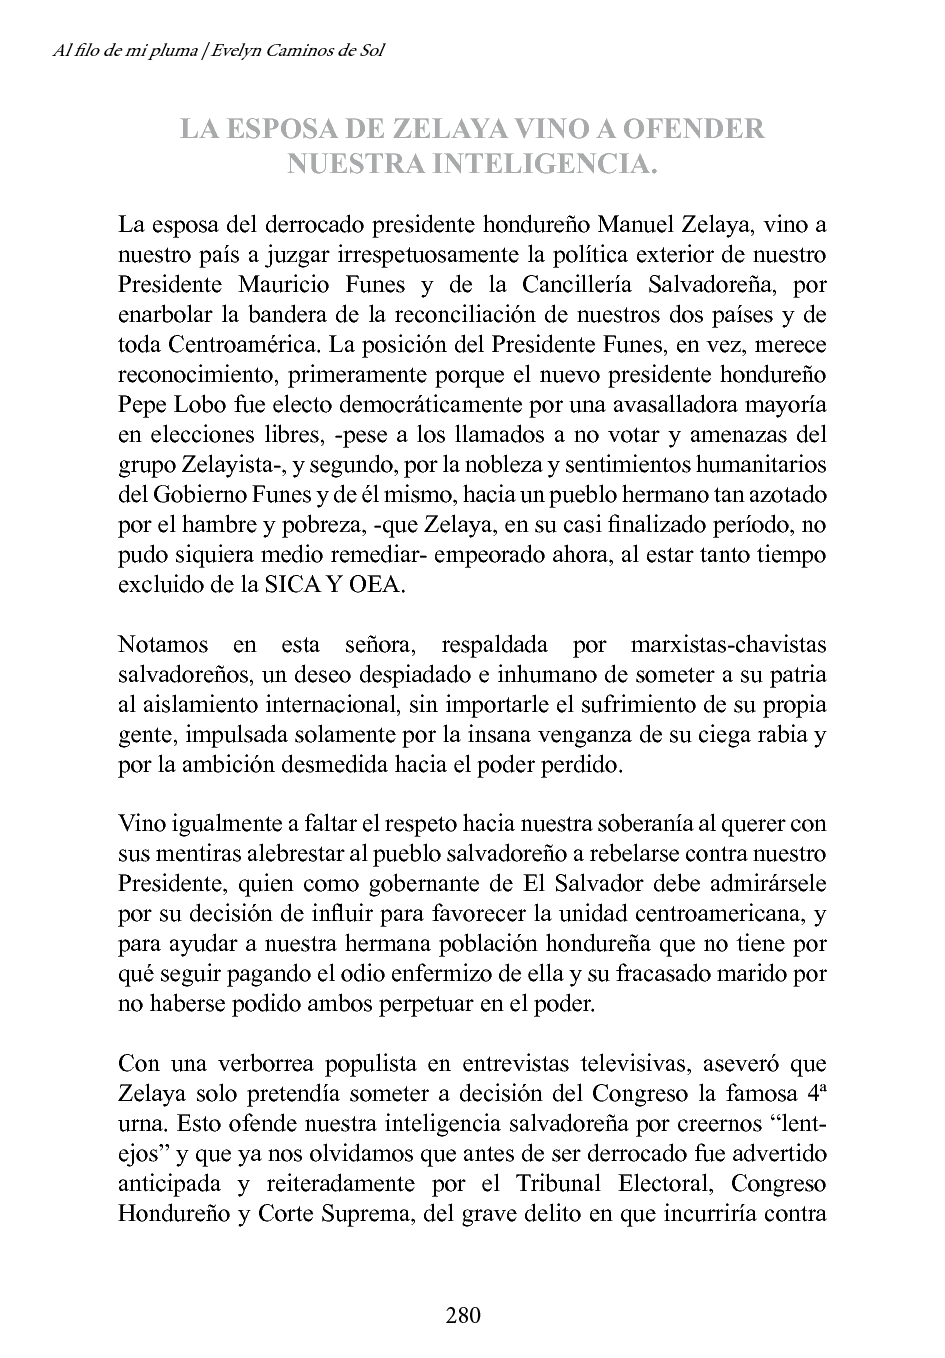 Al filo de mi pluma | Evelyn Caminos de Sol
LA ESPOSA DE ZELAYA VINO A OFENDER
NUESTRA INTELIGENCIA.
La esposa del derrocado presidente hondureño Manuel Zelaya, vino a
nuestro país a juzgar irrespetuosamente la política exterior de nuestro
Presidente Mauricio Funes y de la Cancillería Salvadoreña, por
enarbolar la bandera de la reconciliación de nuestros dos países y de
toda Centroamérica. La posición del Presidente Funes, en vez, merece
reconocimiento, primeramente porque el nuevo presidente hondureño
Pepe Lobo fue electo democráticamente por una avasalladora mayoría
en elecciones libres, -pese a los llamados a no votar y amenazas del
grupo Zelayista-, y segundo, por la nobleza y sentimientos humanitarios
del Gobierno Funes y de él mismo, hacia un pueblo hermano tan azotado
por el hambre y pobreza, -que Zelaya, en su casi finalizado período, no
pudo siquiera medio remediar- empeorado ahora, al estar tanto tiempo
excluido de la SICA Y OEA.
Notamos en esta señora, respaldada por marxistas-chavistas
salvadoreños, un deseo despiadado e inhumano de someter a su patria
al aislamiento internacional, sin importarle el sufrimiento de su propia
gente, impulsada solamente por la insana venganza de su ciega rabia y
por la ambición desmedida hacia el poder perdido.
Vino igualmente a faltar el respeto hacia nuestra soberanía al querer con
sus mentiras alebrestar al pueblo salvadoreño a rebelarse contra nuestro
Presidente, quien como gobernante de El Salvador debe admirársele
por su decisión de influir para favorecer la unidad centroamericana, y
para ayudar a nuestra hermana población hondureña que no tiene por
qué seguir pagando el odio enfermizo de ella y su fracasado marido por
no haberse podido ambos perpetuar en el poder.
Con una verborrea populista en entrevistas televisivas, aseveró que
Zelaya solo pretendía someter a decisión del Congreso la famosa 4ª
urna. Esto ofende nuestra inteligencia salvadoreña por creernos “lent-
ejos” y que ya nos olvidamos que antes de ser derrocado fue advertido
anticipada y reiteradamente por el Tribunal Electoral, Congreso
Hondureño y Corte Suprema, del grave delito en que incurriría contra
280